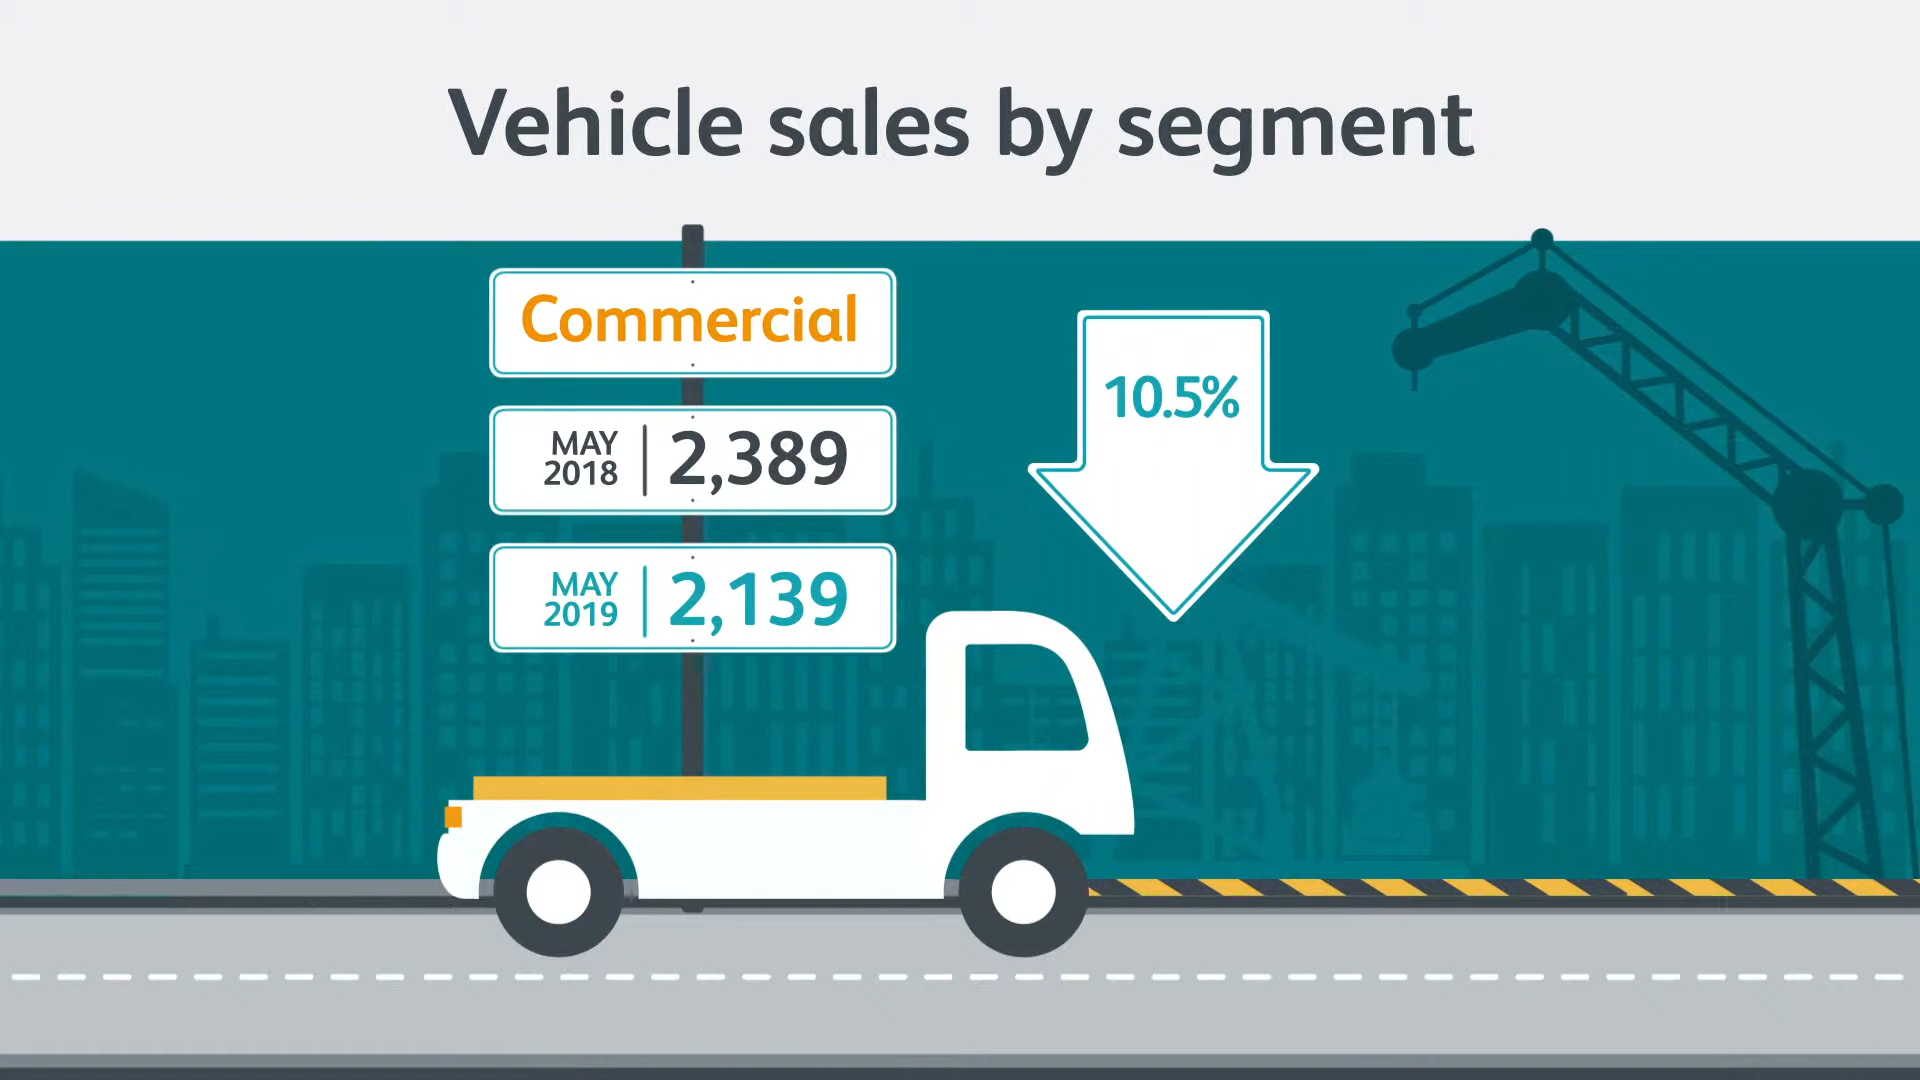 Vehicle sales by segment
Commercial
10.5%
MAY
2018
2,389
MAY
2019
2,139